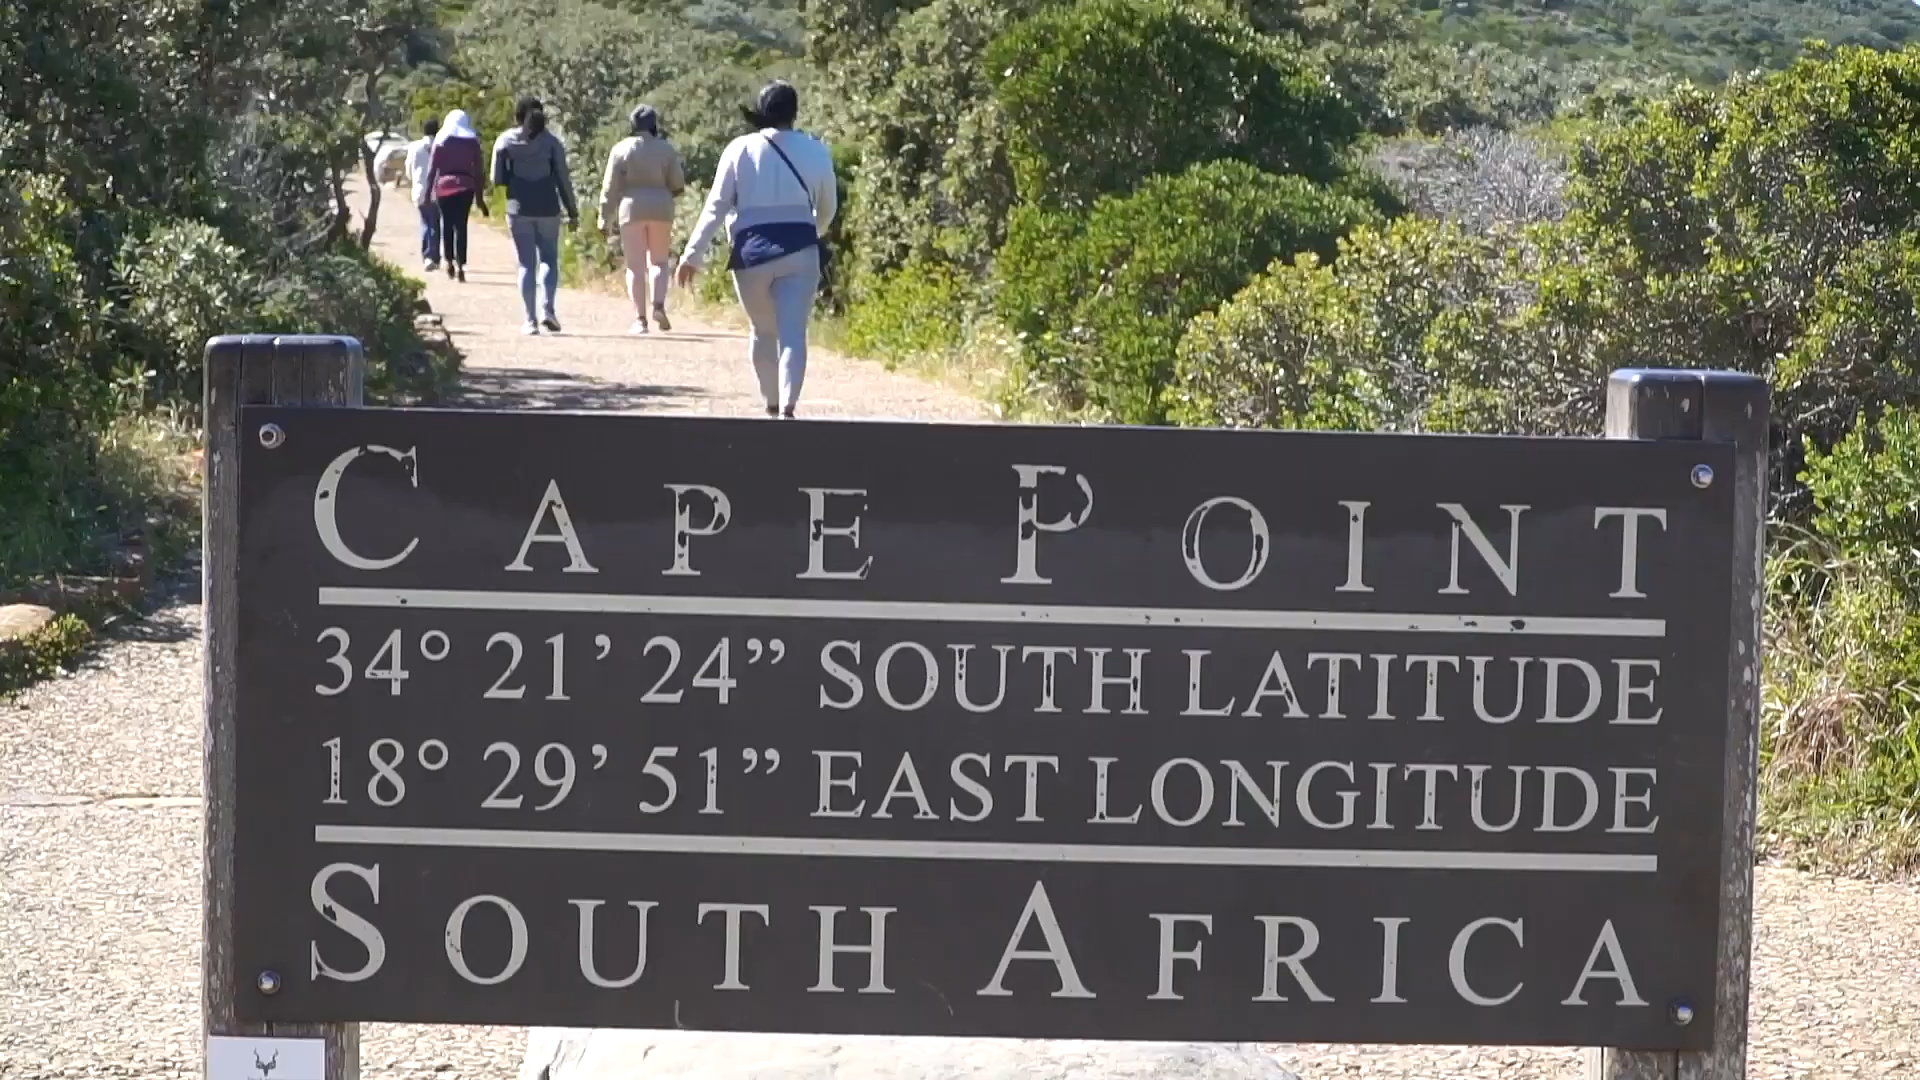 CAPE POINT
34° 21’ 24” SOUTH LATITUDE
18° 29’ 51” EAST LONGITUDE
SOUTH AFRICA